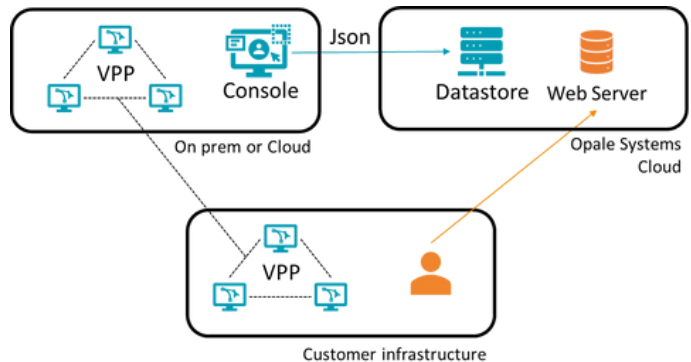 VPP
Console
Json
Datastore
Web Server
On prem or Cloud
Opale Systems
Cloud
VPP
Customer infrastructure